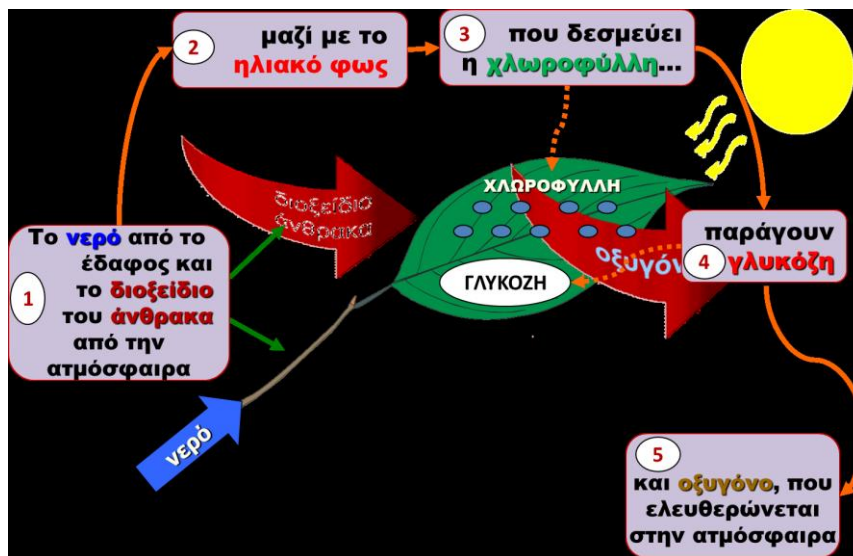 1
Το νερό από το
έδαφος και
το διοξείδιο
του άνθρακα
από την
ατμόσφαιρα
2
μαζί με το
ηλιακό φως
3
που δεσμεύει
η χλωροφύλλη...
διοξείδιο
άνθρακα
ΧΛΩΡΟΦΥΛΛΗ
ΓΛΥΚΟΖΗ
οξυγόνο
νερό
4
παράγουν
γλυκόζη
5
και οξυγόνο, που
ελευθερώνεται
στην ατμόσφαιρα